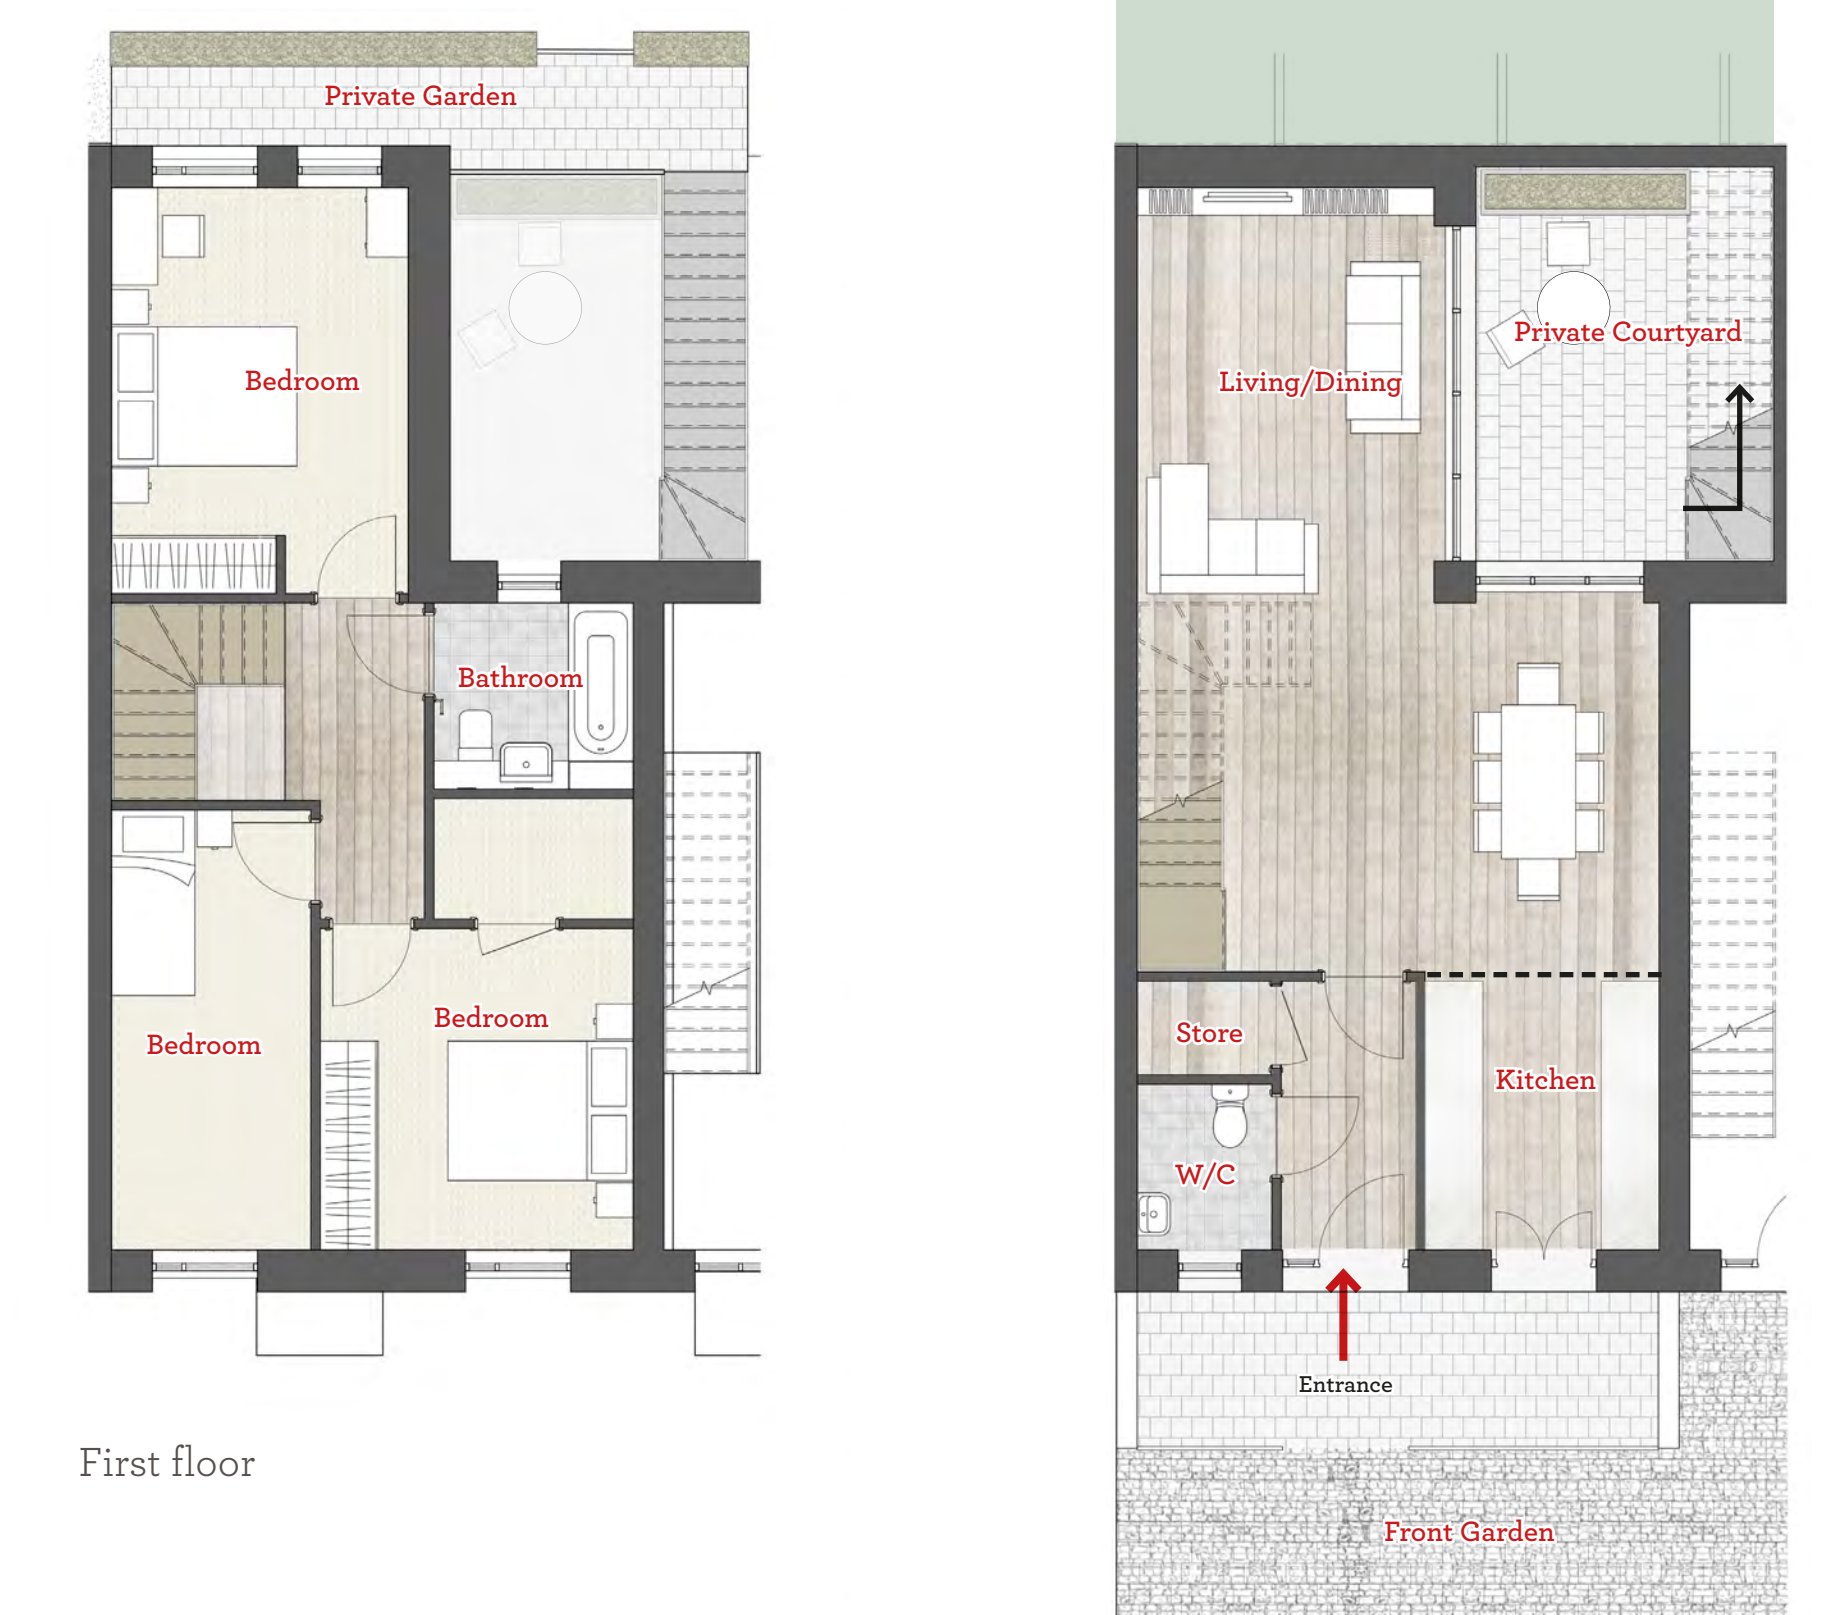 Private Garden
Bedroom
Bathroom
Bedroom
Bedroom
First floor
Private Courtyard
Living/Dining
Store
Kitchen
W/C
Entrance
Front Garden